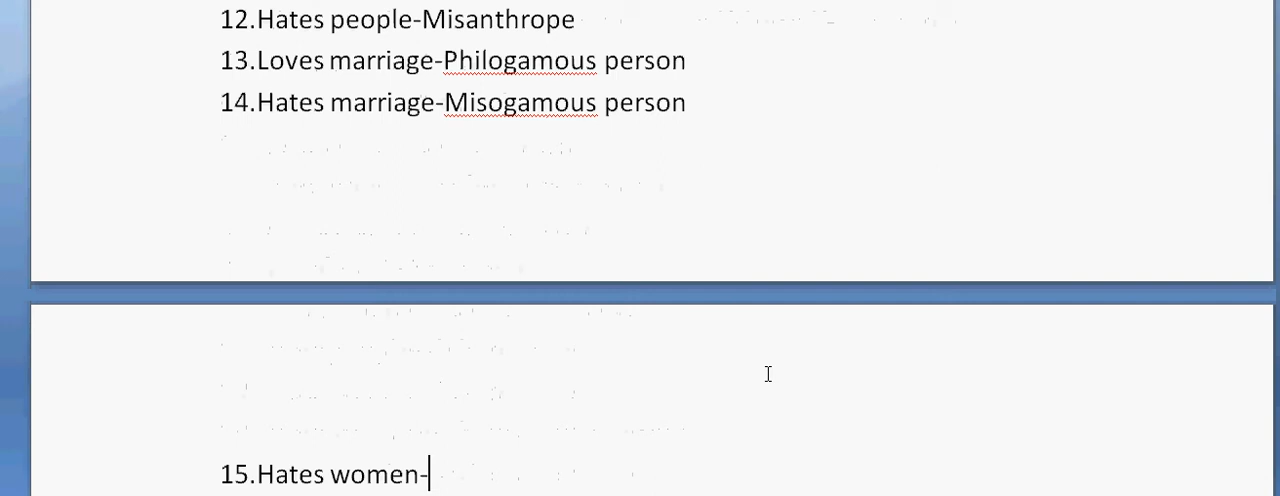 12.Hates people-Misanthrope
13.Loves marriage-Philogamous person
14.Hates marriage-Misogamous person
15.Hates women-